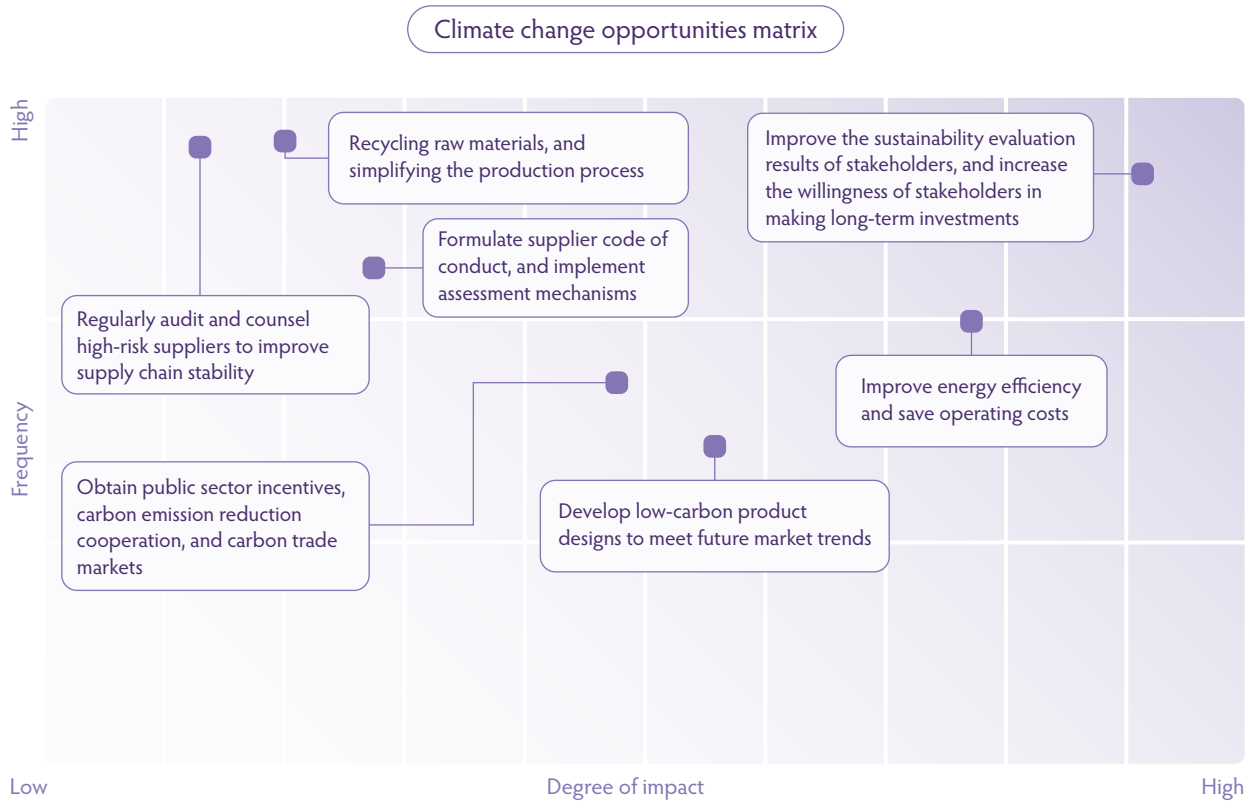 Climate change opportunities matrix
High
Recycling raw materials, and
simplifying the production process
Improve the sustainability evaluation
results of stakeholders, and increase
the willingness of stakeholders in
making long-term investments
Formulate supplier code of
conduct, and implement
assessment mechanisms
Regularly audit and counsel
high-risk suppliers to improve
supply chain stability
Improve energy efficiency
and save operating costs
Frequency
Obtain public sector incentives,
carbon emission reduction
cooperation, and carbon trade
markets
Develop low-carbon product
designs to meet future market trends
Low
Degree of impact
High